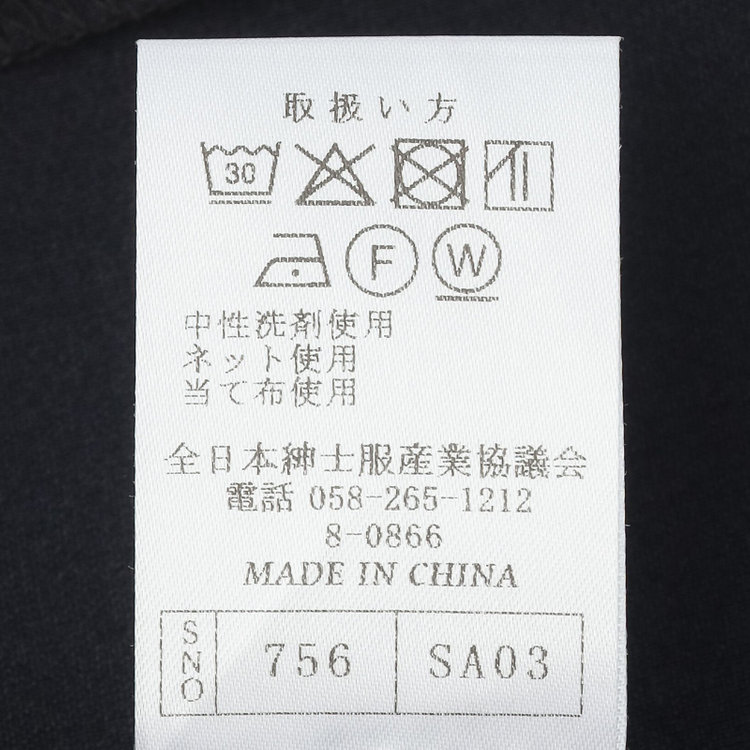 取扱い方
30
F W
中性洗剤使用
ネット使用
当て布使用
全日本紳士服産業協議会
電話 058-265-1212
8-0866
MADE IN CHINA
SNO 756 SA03